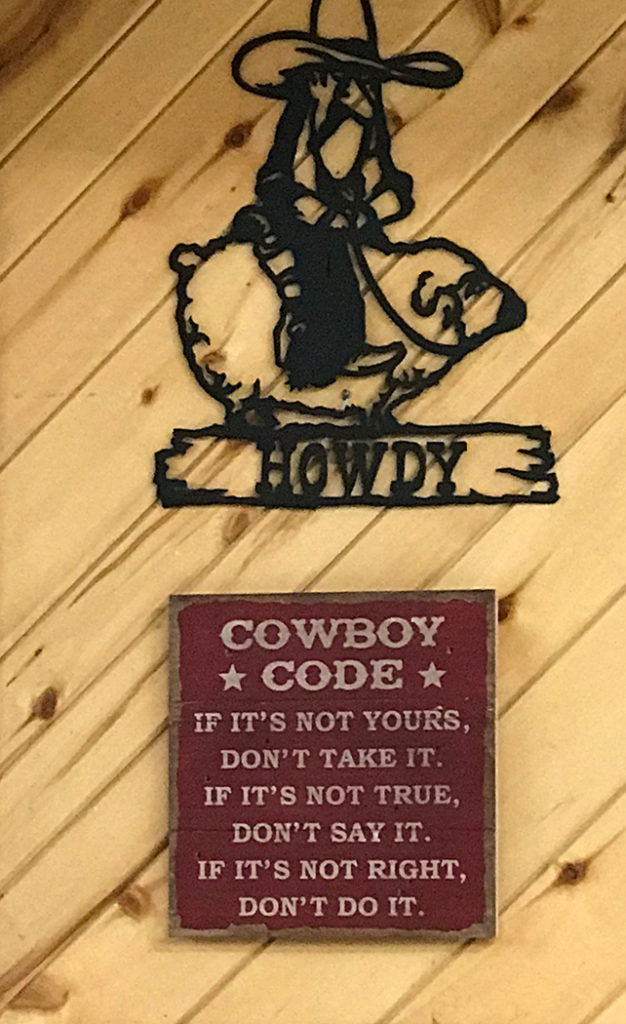 HOWDY
COWBOY
★ CODE ★
IF IT'S NOT YOURS,
DON'T TAKE IT.
IF IT'S NOT TRUE,
DON'T SAY IT.
IF IT'S NOT RIGHT,
DON'T DO IT.